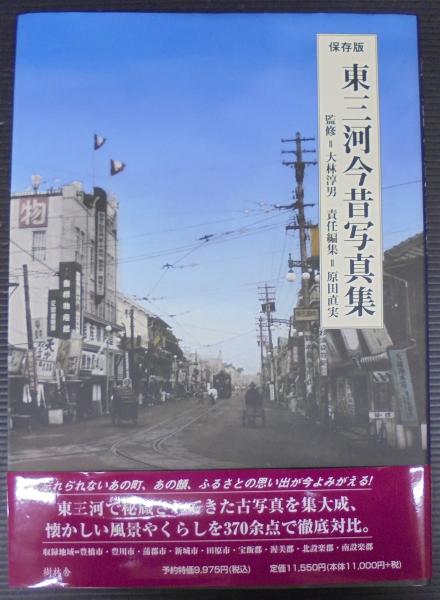 保存版
東三河今昔写真集
監修＝大林淳男　責任編集＝原田直実
物
忘れられないあの町、あの顔、ふるさとの思い出が今よみがえる!
東三河で秘蔵されてきた古写真を集大成、
懐かしい風景やくらしを370余点で徹底対比。
収録地域=豊橋市・豊川市・蒲郡市・新城市・田原市・宝飯郡・渥美郡・北設楽郡・南設楽郡
樹林舎
予約特価9,975円(税込)
定価11,550円(本体11,000円+税)